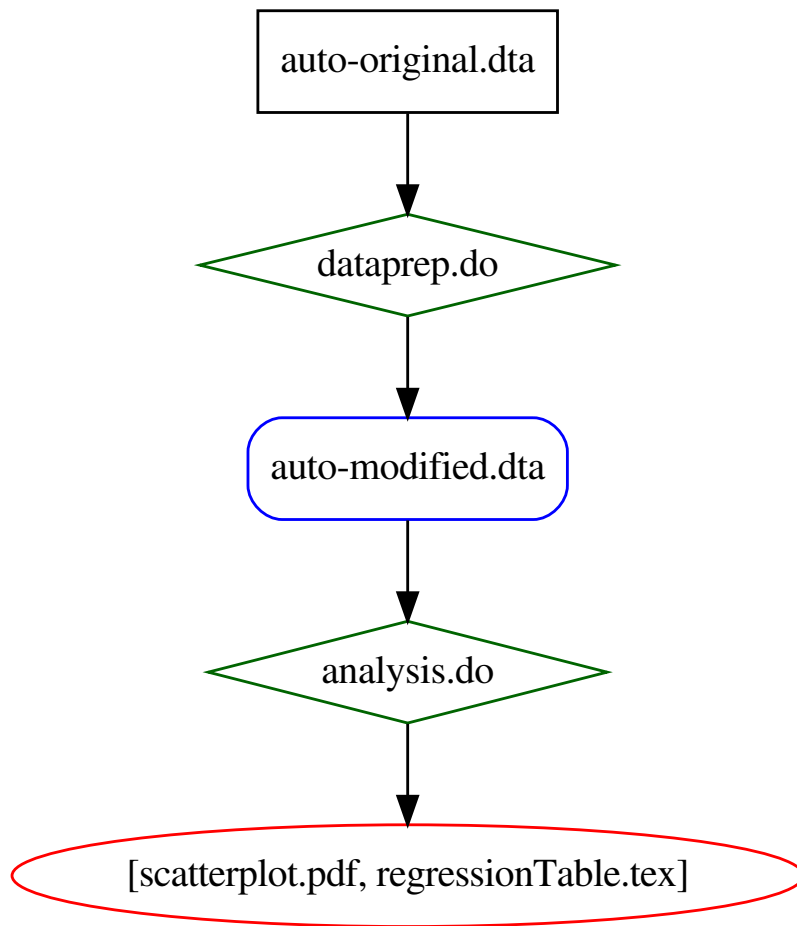 auto-original.dta
dataprep.do
auto-modified.dta
analysis.do
[scatterplot.pdf, regressionTable.tex]